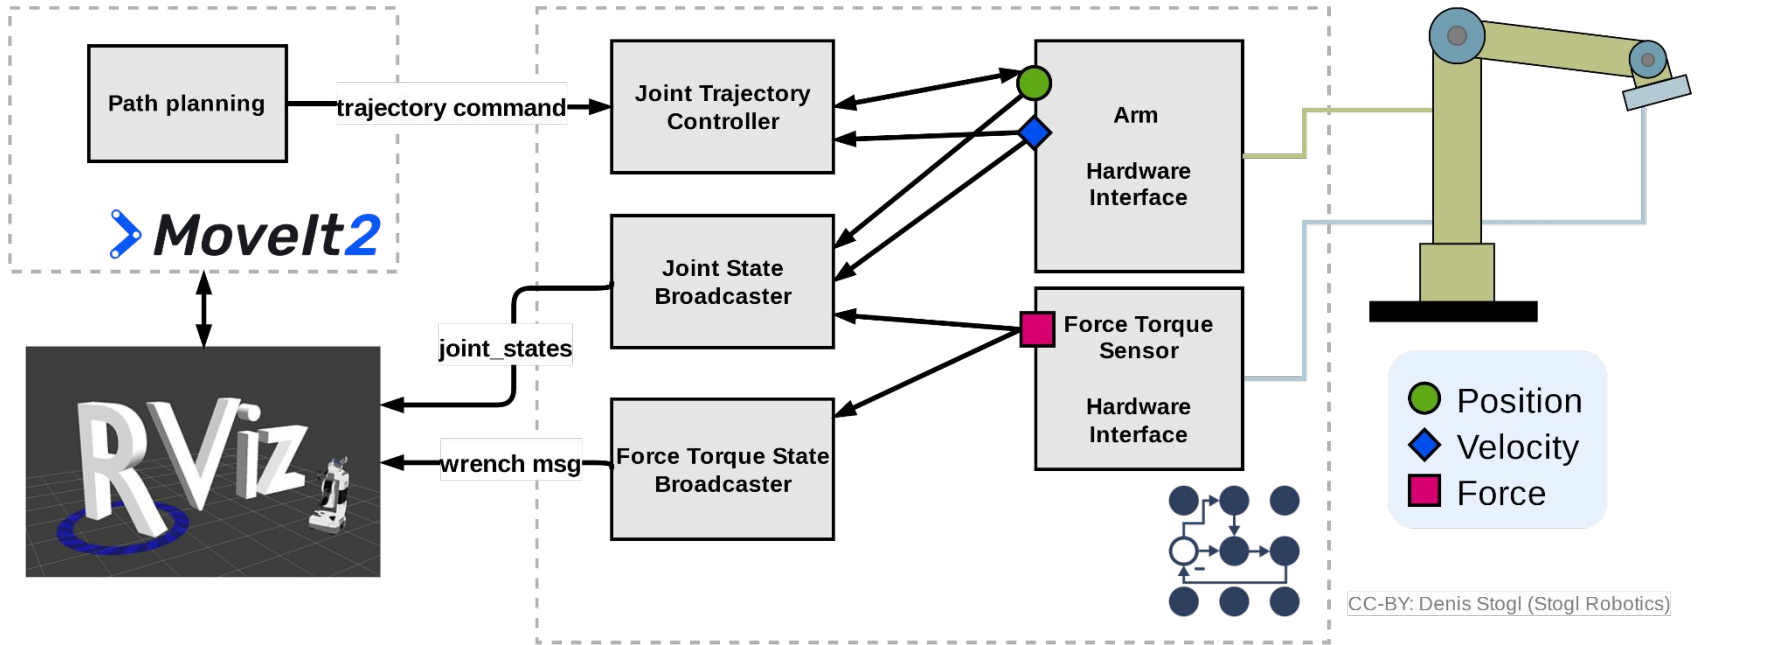 Path planning
trajectory command
MoveIt2
Joint Trajectory
Controller
Arm
Hardware
Interface
Joint State
Broadcaster
joint_states
Force Torque
Sensor
Hardware
Interface
RViz
wrench msg
Force Torque State
Broadcaster
Position
Velocity
Force
CC-BY: Denis Stogl (Stogl Robotics)